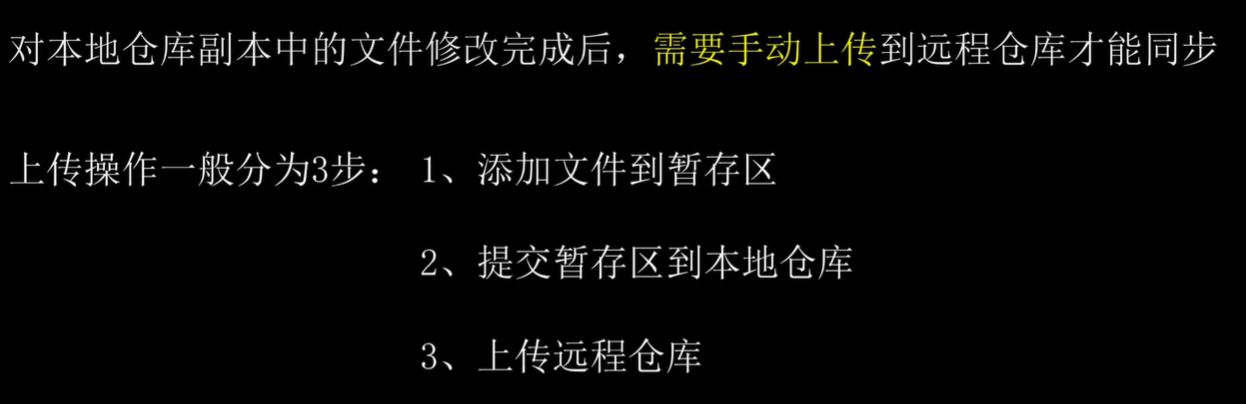 对本地仓库副本中的文件修改完成后，需要手动上传到远程仓库才能同步
上传操作一般分为3步： 1、添加文件到暂存区
2、提交暂存区到本地仓库
3、上传远程仓库